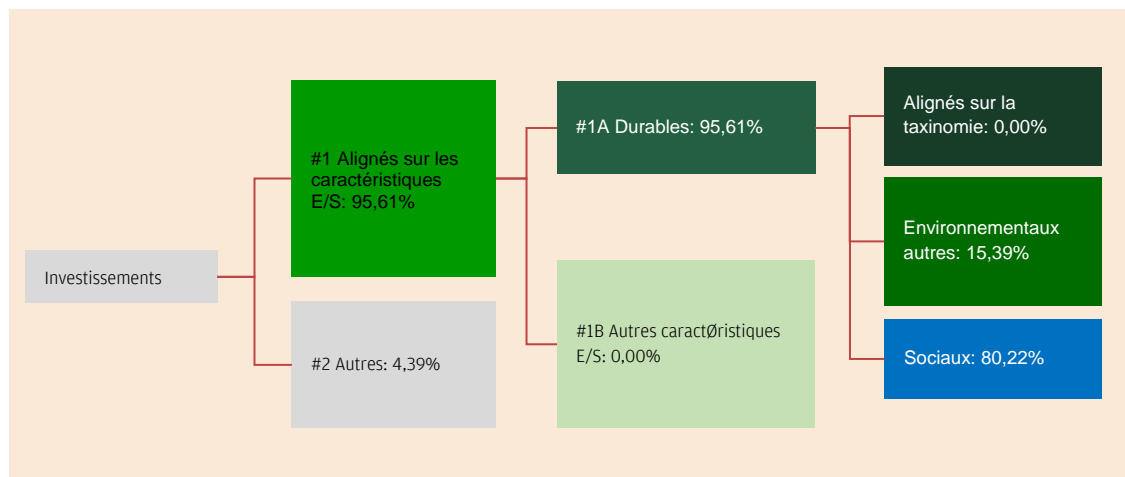 Investissements
#1 Alignés sur les
caractéristiques
E/S: 95,61%
#2 Autres: 4,39%
#1A Durables: 95,61%
#1B Autres caractØristiques
E/S: 0,00%
Alignés sur la
taxinomie: 0,00%
Environnementaux
autres: 15,39%
Sociaux: 80,22%